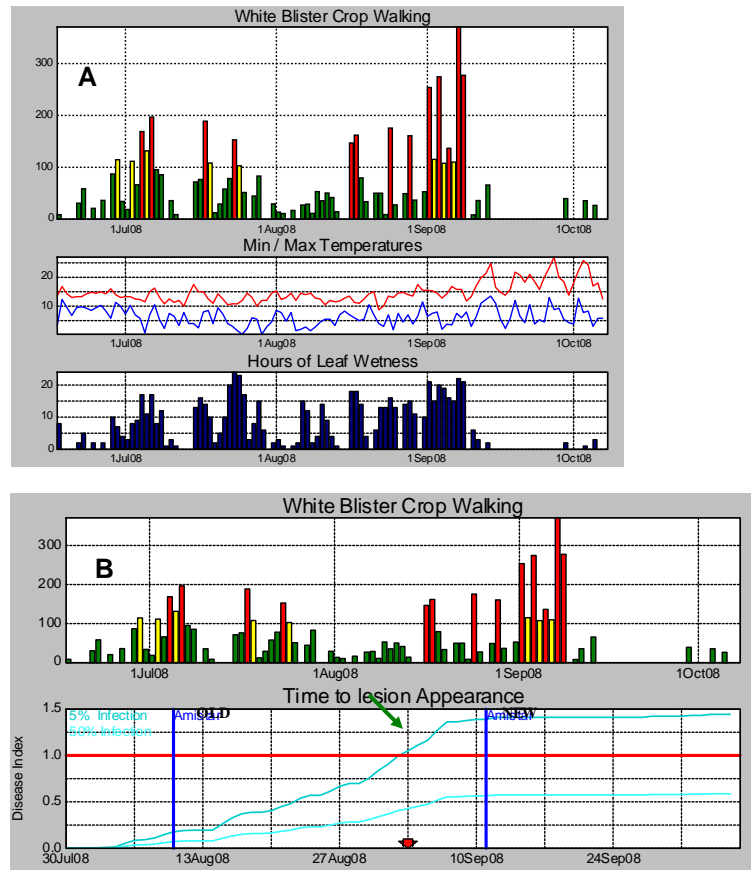 White Blister Crop Walking
A
300
200
100
0
1Jul08 1Aug08 1Sep08 1Oct08
Min / Max Temperatures
20
10
1Jul08 1Aug08 1Sep08 1Oct08
Hours of Leaf Wetness
20
10
0
1Jul08 1Aug08 1Sep08 1Oct08
White Blister Crop Walking
B
300
200
100
0
1Jul08 1Aug08 1Sep08 1Oct08
Time to lesion Appearance
1.5
5% Infection Amistar OLD Amistar NEW
50% Infection
1.0
Disease Index
0.5
0.0
30Jul08 13Aug08 27Aug08 10Sep08 24Sep08